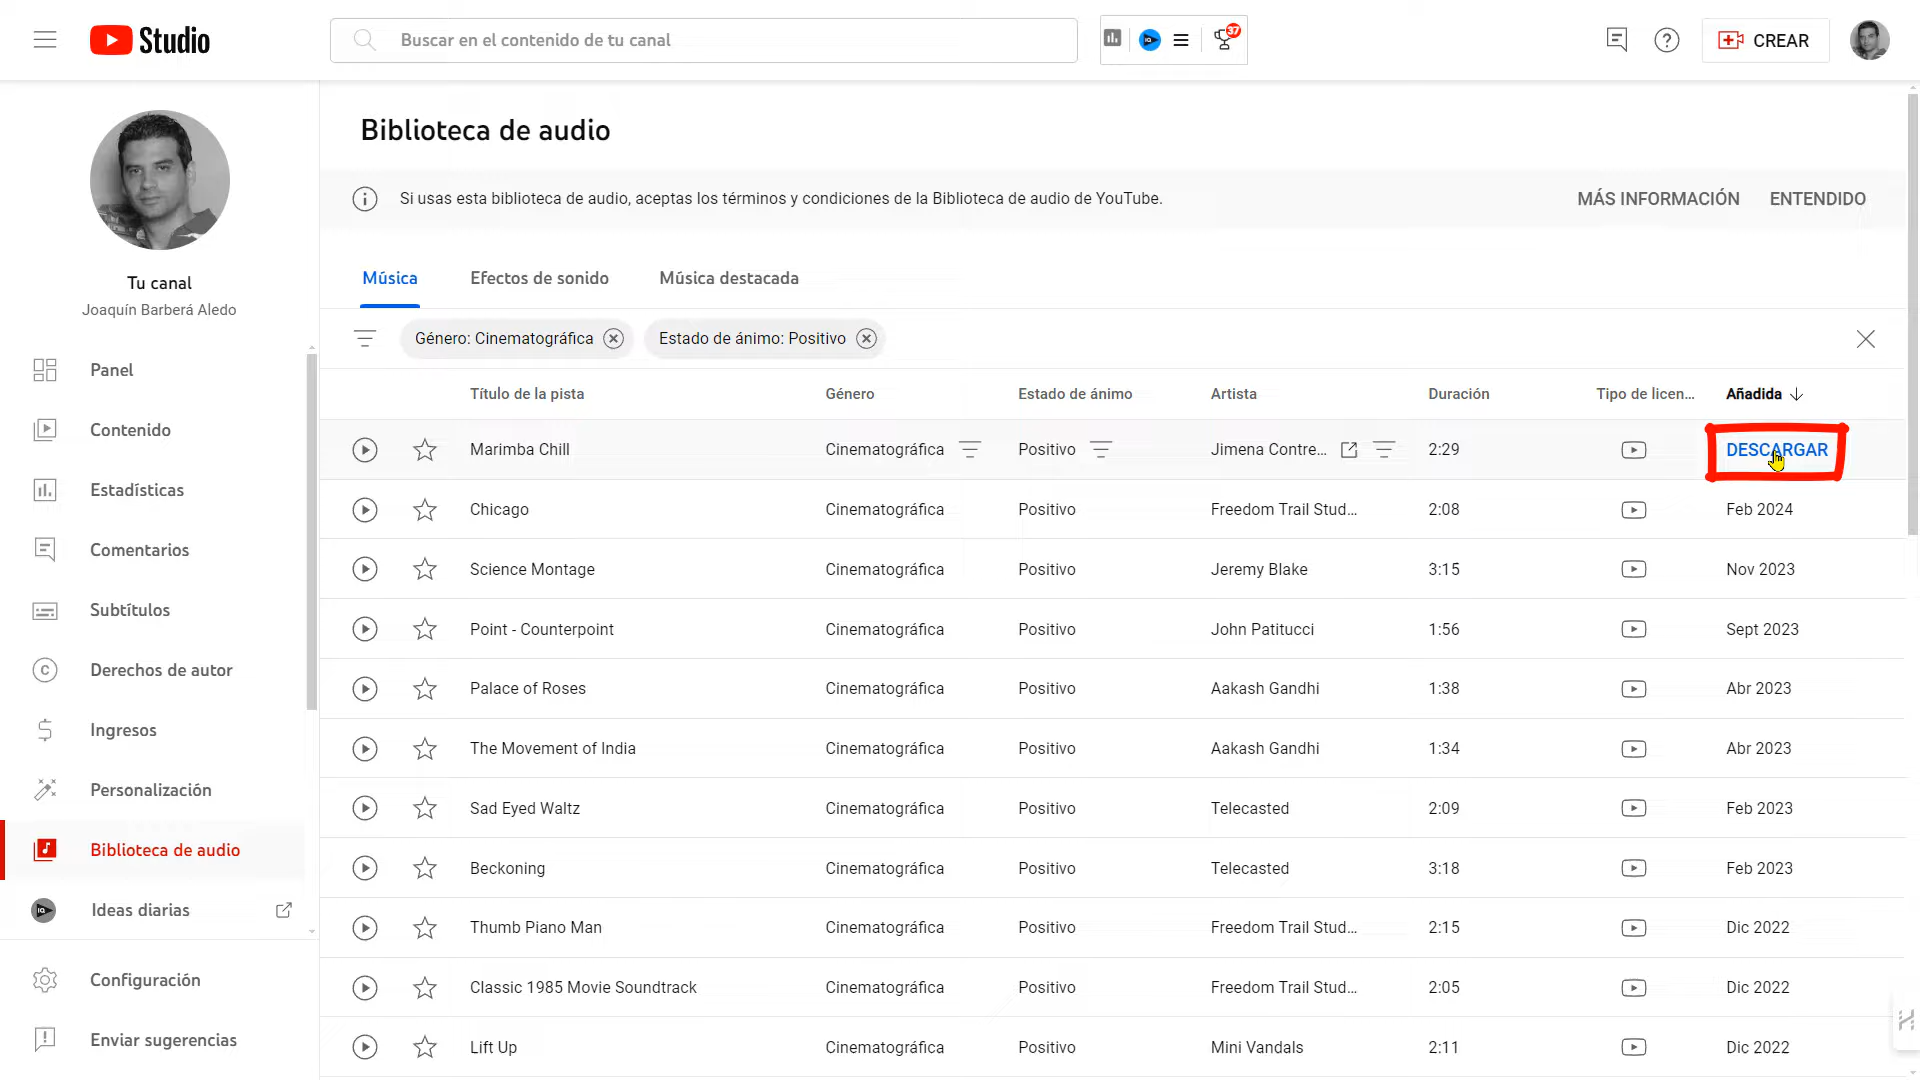 Studio
Buscar en el contenido de tu canal
37
CREAR
Tu canal
Joaquín Barberá Aledo
Panel
Contenido
Estadísticas
Comentarios
Subtítulos
Derechos de autor
Ingresos
Personalización
Biblioteca de audio
Ideas diarias
Configuración
Enviar sugerencias
Biblioteca de audio
Si usas esta biblioteca de audio, aceptas los términos y condiciones de la Biblioteca de audio de YouTube.
MÁS INFORMACIÓN ENTENDIDO
Música Efectos de sonido Música destacada
Género: Cinematográfica Estado de ánimo: Positivo
Título de la pista Género Estado de ánimo Artista Duración Tipo de licen... Añadida
Marimba Chill Cinematográfica Positivo Jimena Contre... 2:29 DESCARGAR
Chicago Cinematográfica Positivo Freedom Trail Stud... 2:08 Feb 2024
Science Montage Cinematográfica Positivo Jeremy Blake 3:15 Nov 2023
Point - Counterpoint Cinematográfica Positivo John Patitucci 1:56 Sept 2023
Palace of Roses Cinematográfica Positivo Aakash Gandhi 1:38 Abr 2023
The Movement of India Cinematográfica Positivo Aakash Gandhi 1:34 Abr 2023
Sad Eyed Waltz Cinematográfica Positivo Telecasted 2:09 Feb 2023
Beckoning Cinematográfica Positivo Telecasted 3:18 Feb 2023
Thumb Piano Man Cinematográfica Positivo Freedom Trail Stud... 2:15 Dic 2022
Classic 1985 Movie Soundtrack Cinematográfica Positivo Freedom Trail Stud... 2:05 Dic 2022
Lift Up Cinematográfica Positivo Mini Vandals 2:11 Dic 2022